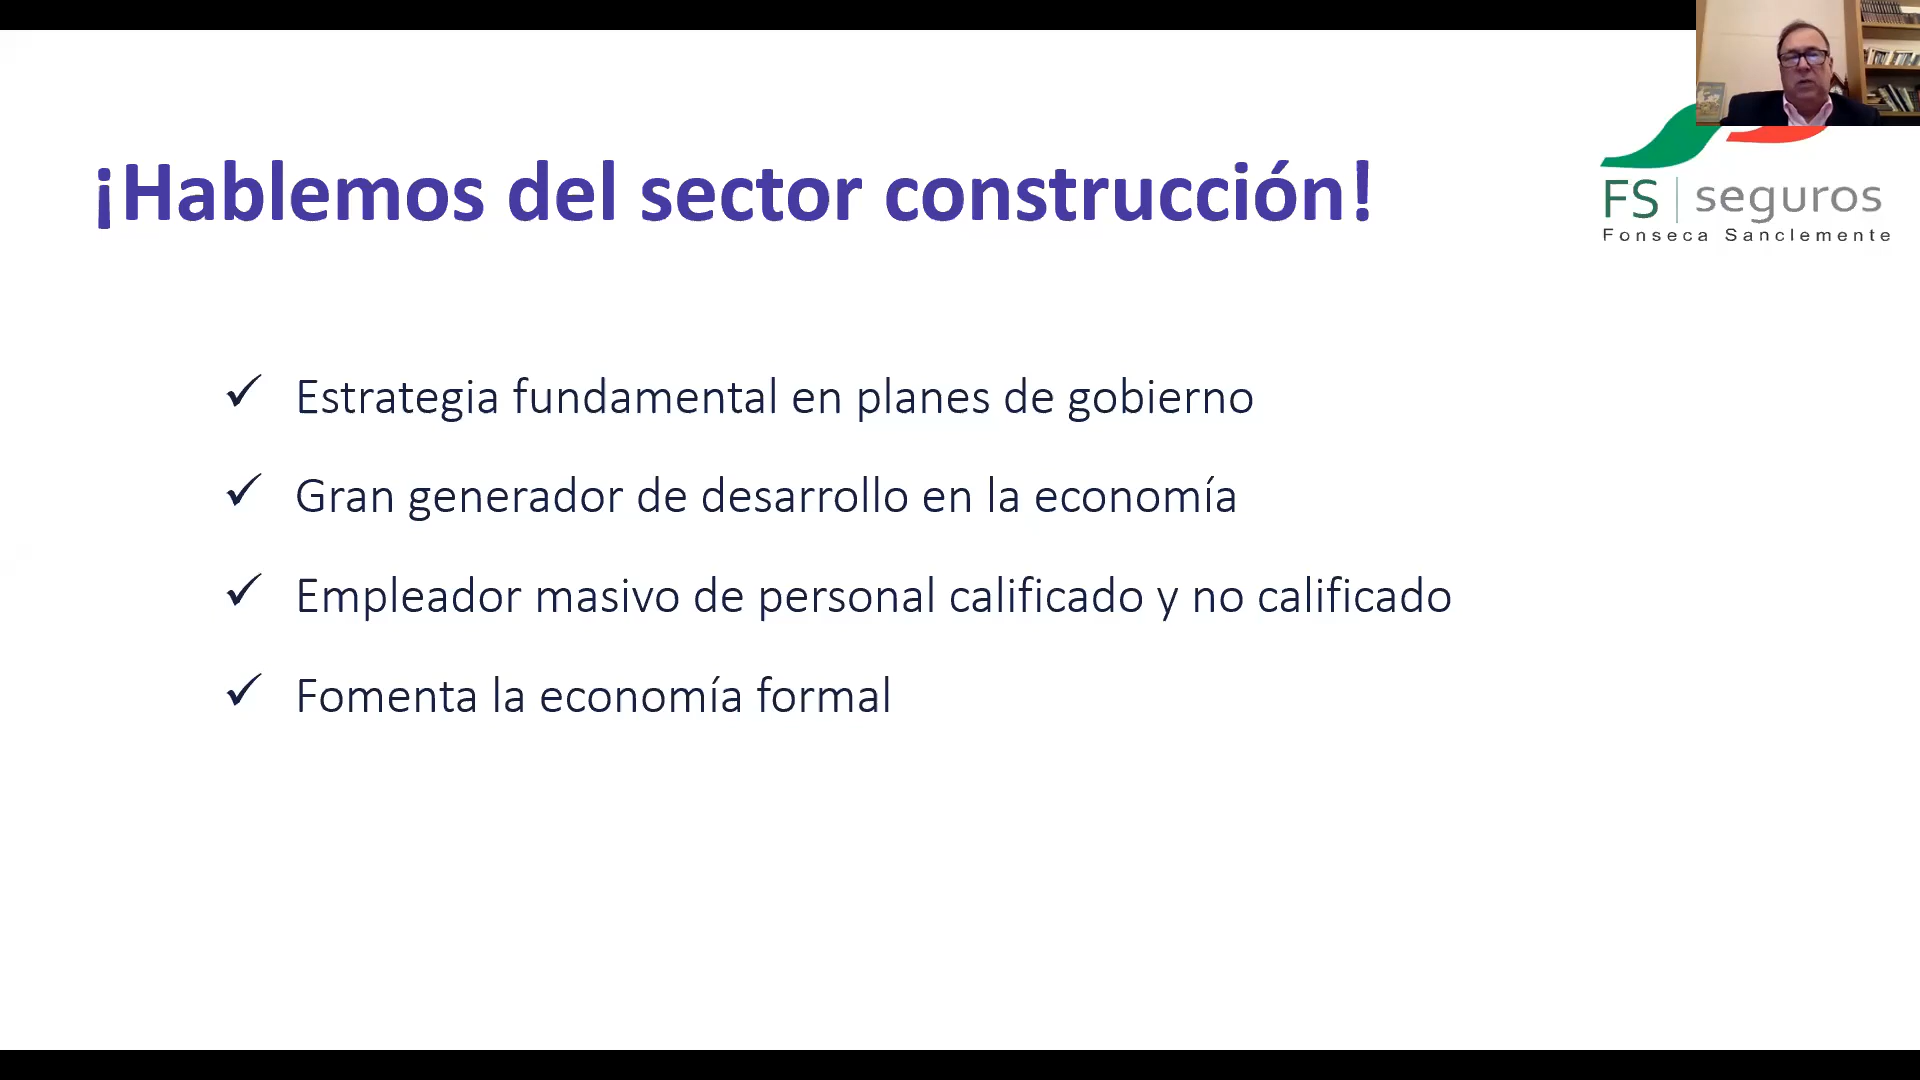 ¡Hablemos del sector construcción!
FS | seguros
Fonseca Sanclemente
✓ Estrategia fundamental en planes de gobierno
✓ Gran generador de desarrollo en la economía
✓ Empleador masivo de personal calificado y no calificado
✓ Fomenta la economía formal